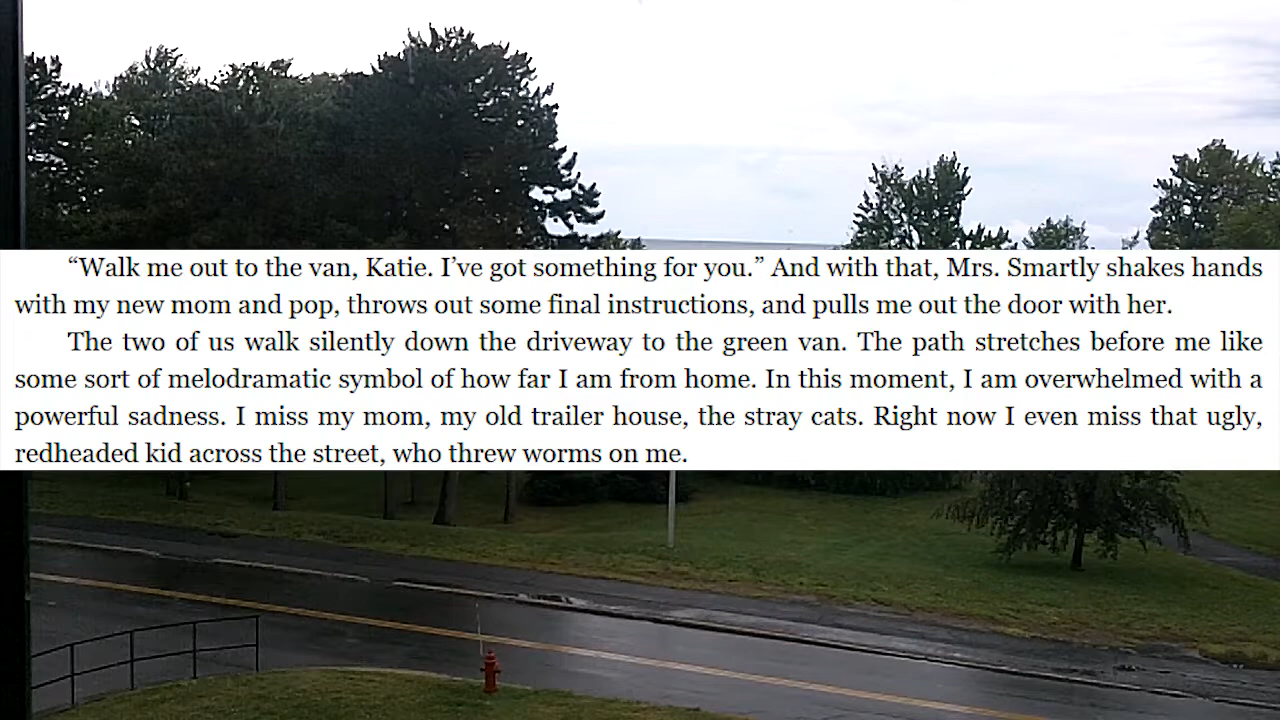 “Walk me out to the van, Katie. I’ve got something for you.” And with that, Mrs. Smartly shakes hands
with my new mom and pop, throws out some final instructions, and pulls me out the door with her.
The two of us walk silently down the driveway to the green van. The path stretches before me like
some sort of melodramatic symbol of how far I am from home. In this moment, I am overwhelmed with a
powerful sadness. I miss my mom, my old trailer house, the stray cats. Right now I even miss that ugly,
redheaded kid across the street, who threw worms on me.